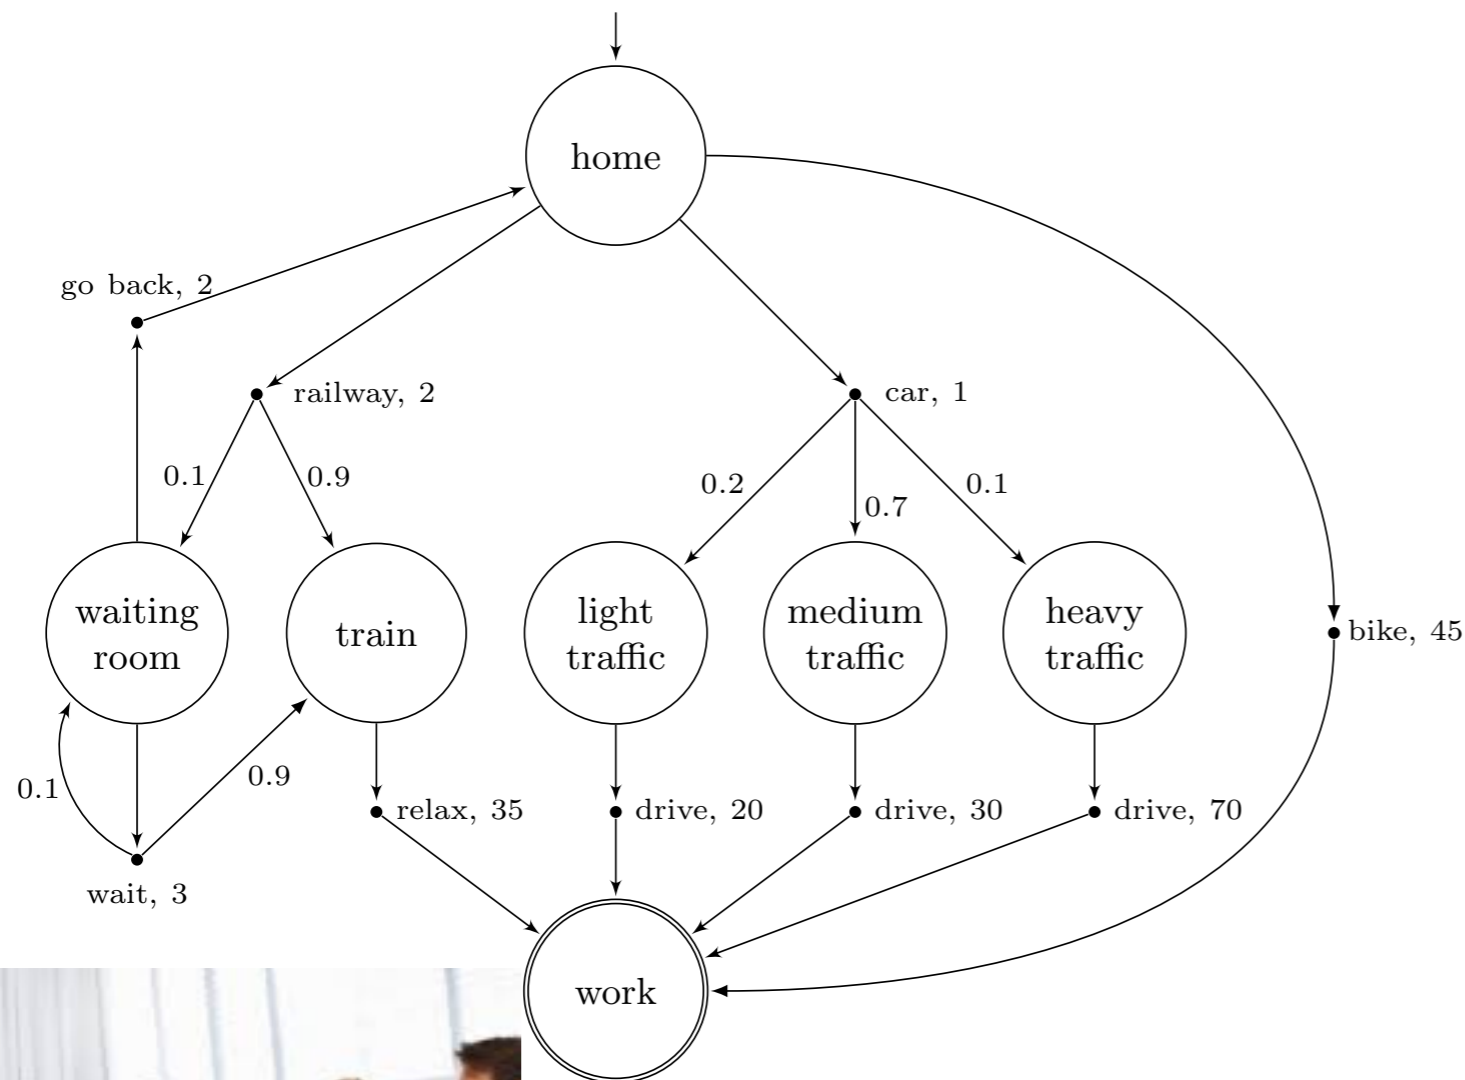 home
go back, 2
railway, 2
car, 1
0.1
0.9
0.2
0.7
0.1
waiting
room
train
light
traffic
medium
traffic
heavy
traffic
bike, 45
0.1
0.9
relax, 35
drive, 20
drive, 30
drive, 70
wait, 3
work